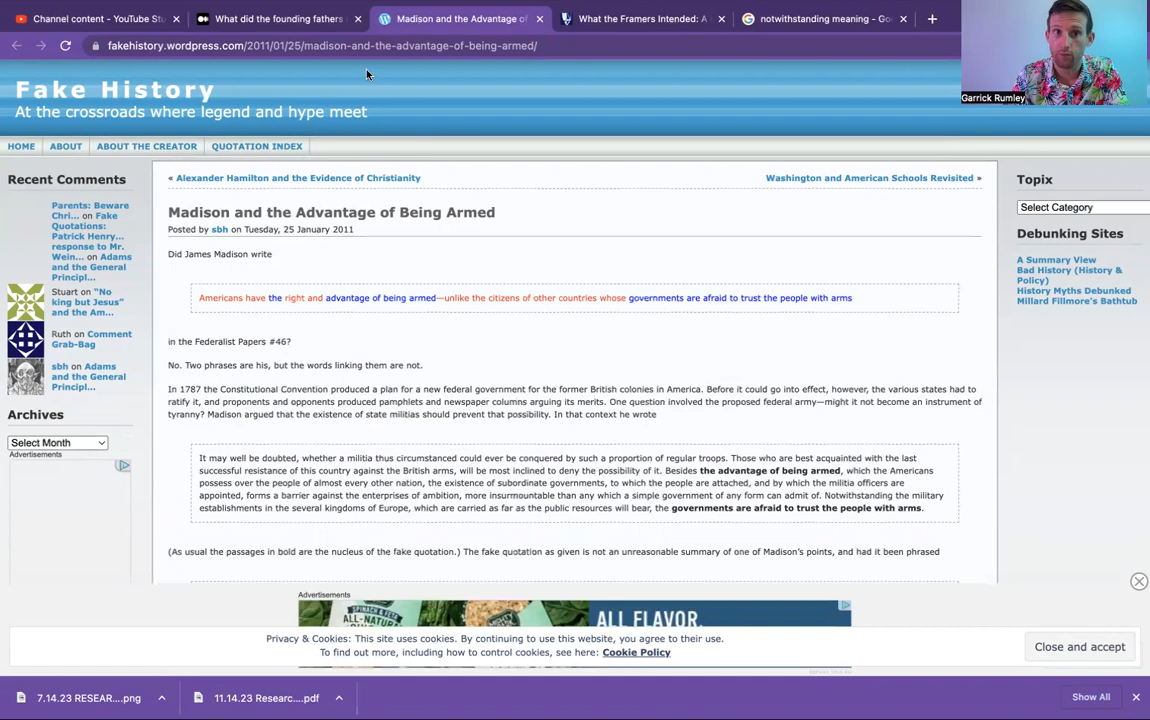 Channel content - YouTube Stu
What did the founding fathers
Madison and the Advantage of
What the Framers Intended: A
notwithstanding meaning - Goo
fakehistory.wordpress.com/2011/01/25/madison-and-the-advantage-of-being-armed/
Garrick Rumley
Fake History
At the crossroads where legend and hype meet
HOME ABOUT ABOUT THE CREATOR QUOTATION INDEX
Recent Comments
Parents: Beware
Chri... on Fake
Quotations:
Patrick Henry...
response to Mr.
Wein... on Adams
and the General
Principl...
Stuart on "No
king but Jesus"
and the Am...
Ruth on Comment
Grab-Bag
sbh on Adams
and the General
Principl...
Archives
Select Month
Advertisements
« Alexander Hamilton and the Evidence of Christianity
Washington and American Schools Revisited »
Madison and the Advantage of Being Armed
Posted by sbh on Tuesday, 25 January 2011
Did James Madison write
Americans have the right and advantage of being armed—unlike the citizens of other countries whose governments are afraid to trust the people with arms
in the Federalist Papers #46?
No. Two phrases are his, but the words linking them are not.
In 1787 the Constitutional Convention produced a plan for a new federal government for the former British colonies in America. Before it could go into effect, however, the various states had to
ratify it, and proponents and opponents produced pamphlets and newspaper columns arguing its merits. One question involved the proposed federal army—might it not become an instrument of
tyranny? Madison argued that the existence of state militias should prevent that possibility. In that context he wrote
It may well be doubted, whether a militia thus circumstanced could ever be conquered by such a proportion of regular troops. Those who are best acquainted with the last
successful resistance of this country against the British arms, will be most inclined to deny the possibility of it. Besides the advantage of being armed, which the Americans
possess over the people of almost every other nation, the existence of subordinate governments, to which the people are attached, and by which the militia officers are
appointed, forms a barrier against the enterprises of ambition, more insurmountable than any which a simple government of any form can admit of. Notwithstanding the military
establishments in the several kingdoms of Europe, which are carried as far as the public resources will bear, the governments are afraid to trust the people with arms.
(As usual the passages in bold are the nucleus of the fake quotation.) The fake quotation as given is not an unreasonable summary of one of Madison's points, and had it been phrased
Topix
Select Category
Debunking Sites
A Summary View
Bad History (History &
Policy)
History Myths Debunked
Millard Fillmore's Bathtub
Advertisements
SPINACH & FETA
ALL-NATURAL
ALL FLAVOR.
Privacy & Cookies: This site uses cookies. By continuing to use this website, you agree to their use.
To find out more, including how to control cookies, see here: Cookie Policy
Close and accept
7.14.23 RESEAR....png
11.14.23 Researc....pdf
Show All